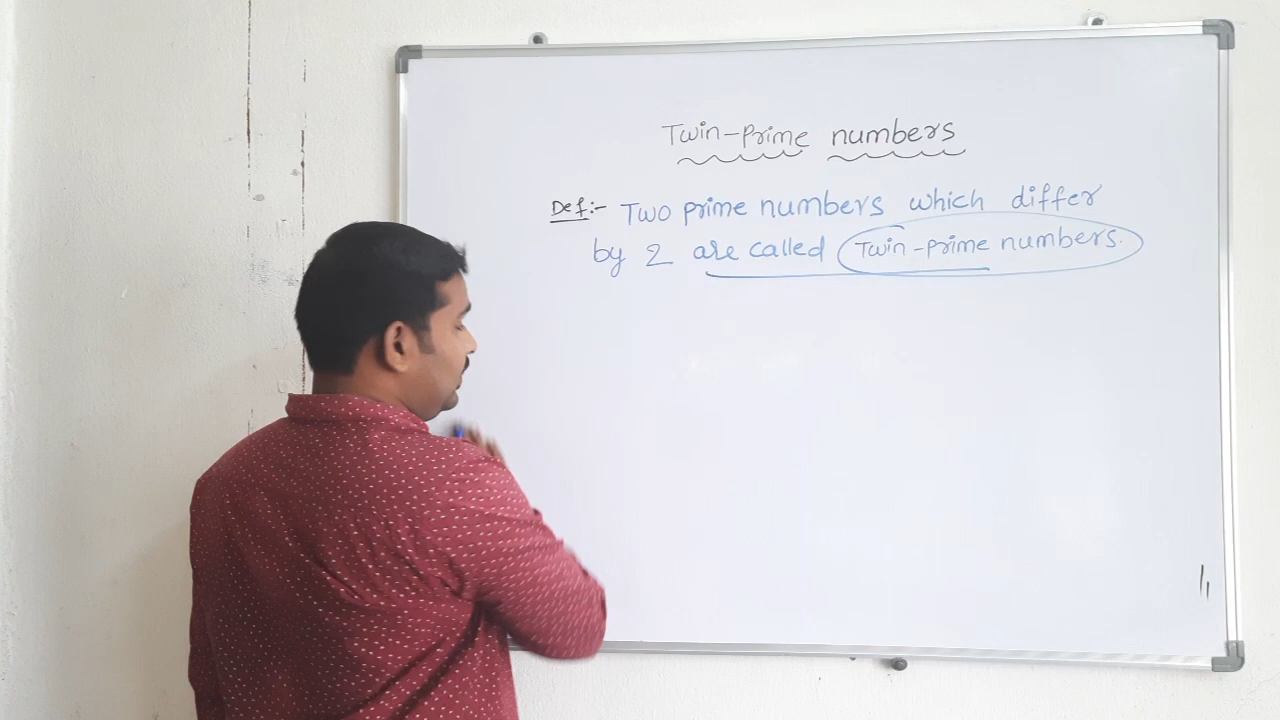 Twin-Prime numbers
Def:- Two prime numbers which differ
by 2 are called Twin-prime numbers.